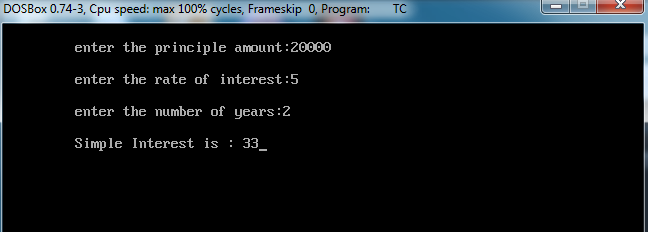 DOSBox 0.74-3, Cpu speed: max 100% cycles, Frameskip 0, Program: TC
enter the principle amount:20000
enter the rate of interest:5
enter the number of years:2
Simple Interest is : 33_